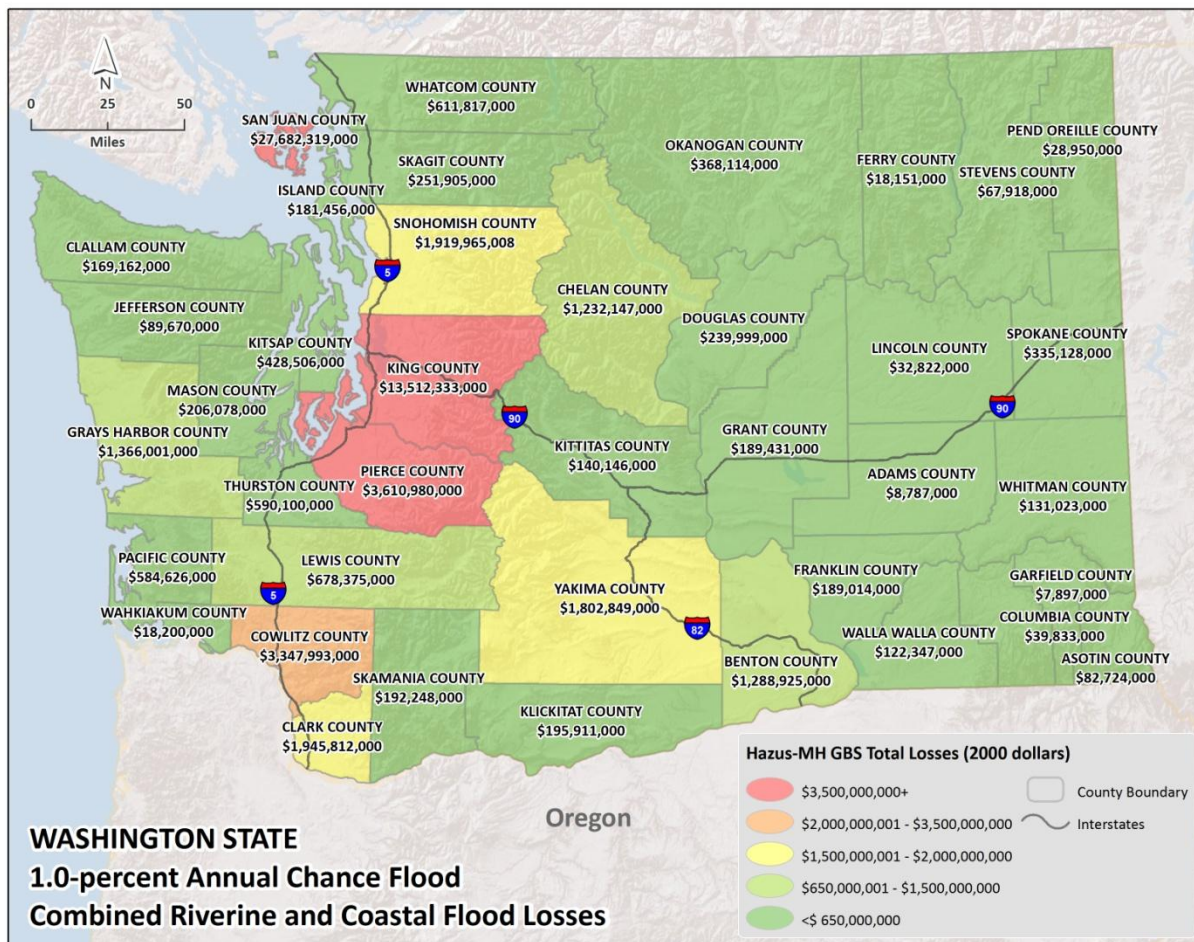 N
0 25 50
Miles
WHATCOM COUNTY
$611,817,000
SAN JUAN COUNTY
$27,682,319,000
SKAGIT COUNTY
$251,905,000
ISLAND COUNTY
$181,456,000
OKANOGAN COUNTY
$368,114,000
FERRY COUNTY
$18,151,000
PEND OREILLE COUNTY
$28,950,000
STEVENS COUNTY
$67,918,000
SNOHOMISH COUNTY
$1,919,965,008
CLALLAM COUNTY
$169,162,000
5
CHELAN COUNTY
$1,232,147,000
JEFFERSON COUNTY
$89,670,000
DOUGLAS COUNTY
$239,999,000
KITSAP COUNTY
$428,506,000
LINCOLN COUNTY
$32,822,000
SPOKANE COUNTY
$335,128,000
KING COUNTY
$13,512,333,000
MASON COUNTY
$206,078,000
90
90
GRAYS HARBOR COUNTY
$1,366,001,000
GRANT COUNTY
$189,431,000
KITTITAS COUNTY
$140,146,000
PIERCE COUNTY
$3,610,980,000
THURSTON COUNTY
$590,100,000
ADAMS COUNTY
$8,787,000
WHITMAN COUNTY
$131,023,000
PACIFIC COUNTY
$584,626,000
LEWIS COUNTY
$678,375,000
5
YAKIMA COUNTY
$1,802,849,000
82
FRANKLIN COUNTY
$189,014,000
GARFIELD COUNTY
$7,897,000
WAHKIAKUM COUNTY
$18,200,000
COLUMBIA COUNTY
$39,833,000
COWLITZ COUNTY
$3,347,993,000
WALLA WALLA COUNTY
$122,347,000
ASOTIN COUNTY
$82,724,000
BENTON COUNTY
$1,288,925,000
SKAMANIA COUNTY
$192,248,000
KLICKITAT COUNTY
$195,911,000
CLARK COUNTY
$1,945,812,000
Oregon
Hazus-MH GBS Total Losses (2000 dollars)
$3,500,000,000+
$2,000,000,001 - $3,500,000,000
$1,500,000,001 - $2,000,000,000
$650,000,001 - $1,500,000,000
<$ 650,000,000
County Boundary
Interstates
WASHINGTON STATE
1.0-percent Annual Chance Flood
Combined Riverine and Coastal Flood Losses